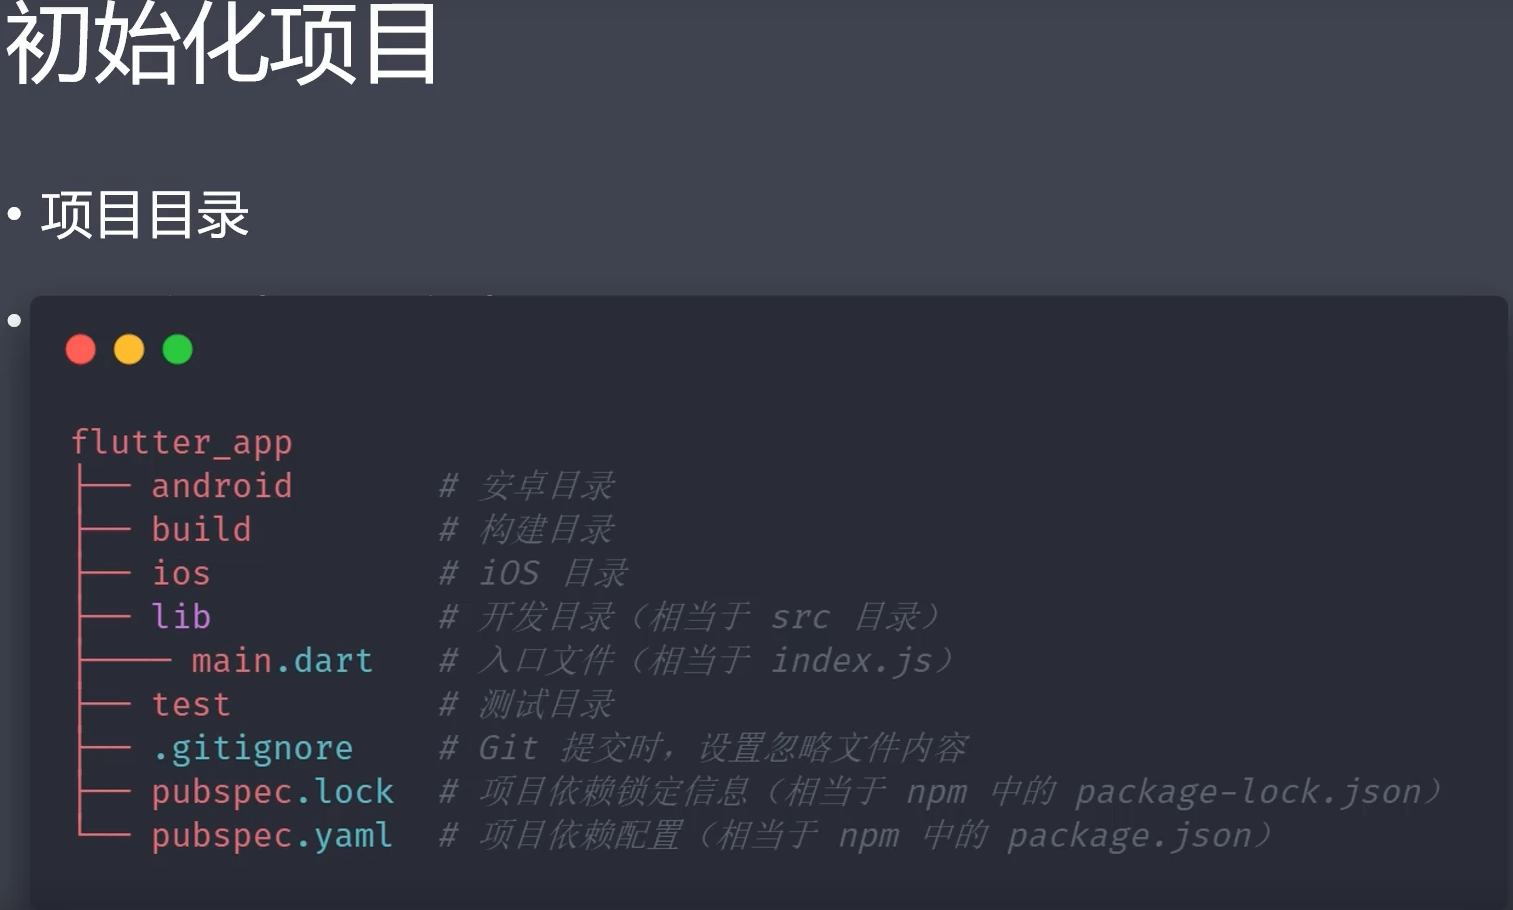 初始化项目
• 项目目录
•
flutter_app
├── android # 安卓目录
├── build # 构建目录
├── ios # iOS 目录
├── lib # 开发目录（相当于 src 目录）
├──── main.dart # 入口文件（相当于 index.js）
├── test # 测试目录
├── .gitignore # Git 提交时，设置忽略文件内容
├── pubspec.lock # 项目依赖锁定信息（相当于 npm 中的 package-lock.json）
└── pubspec.yaml # 项目依赖配置（相当于 npm 中的 package.json）